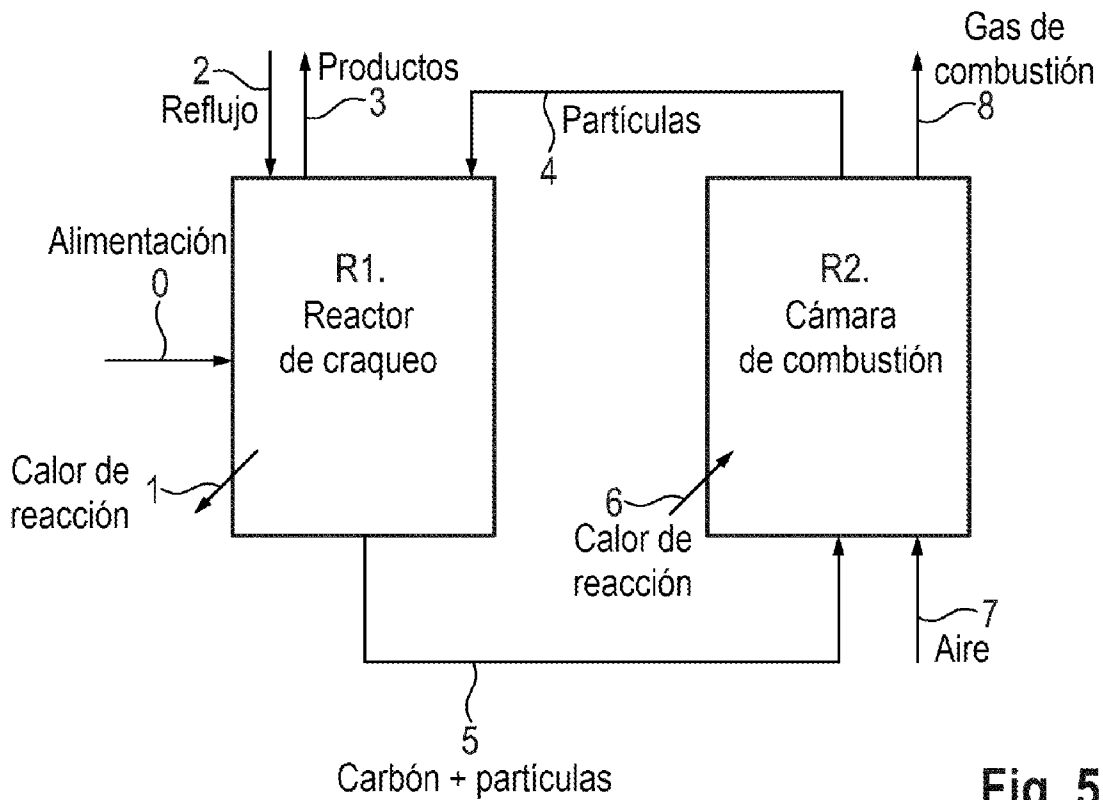 Gas de
combustión
8
2
Reflujo
Productos
3
Partículas
4
Alimentación
0
R1.
Reactor
de craqueo
R2.
Cámara
de combustión
Calor de
reacción
1
6
Calor de
reacción
7
Aire
5
Carbón + partículas
Fig. 5